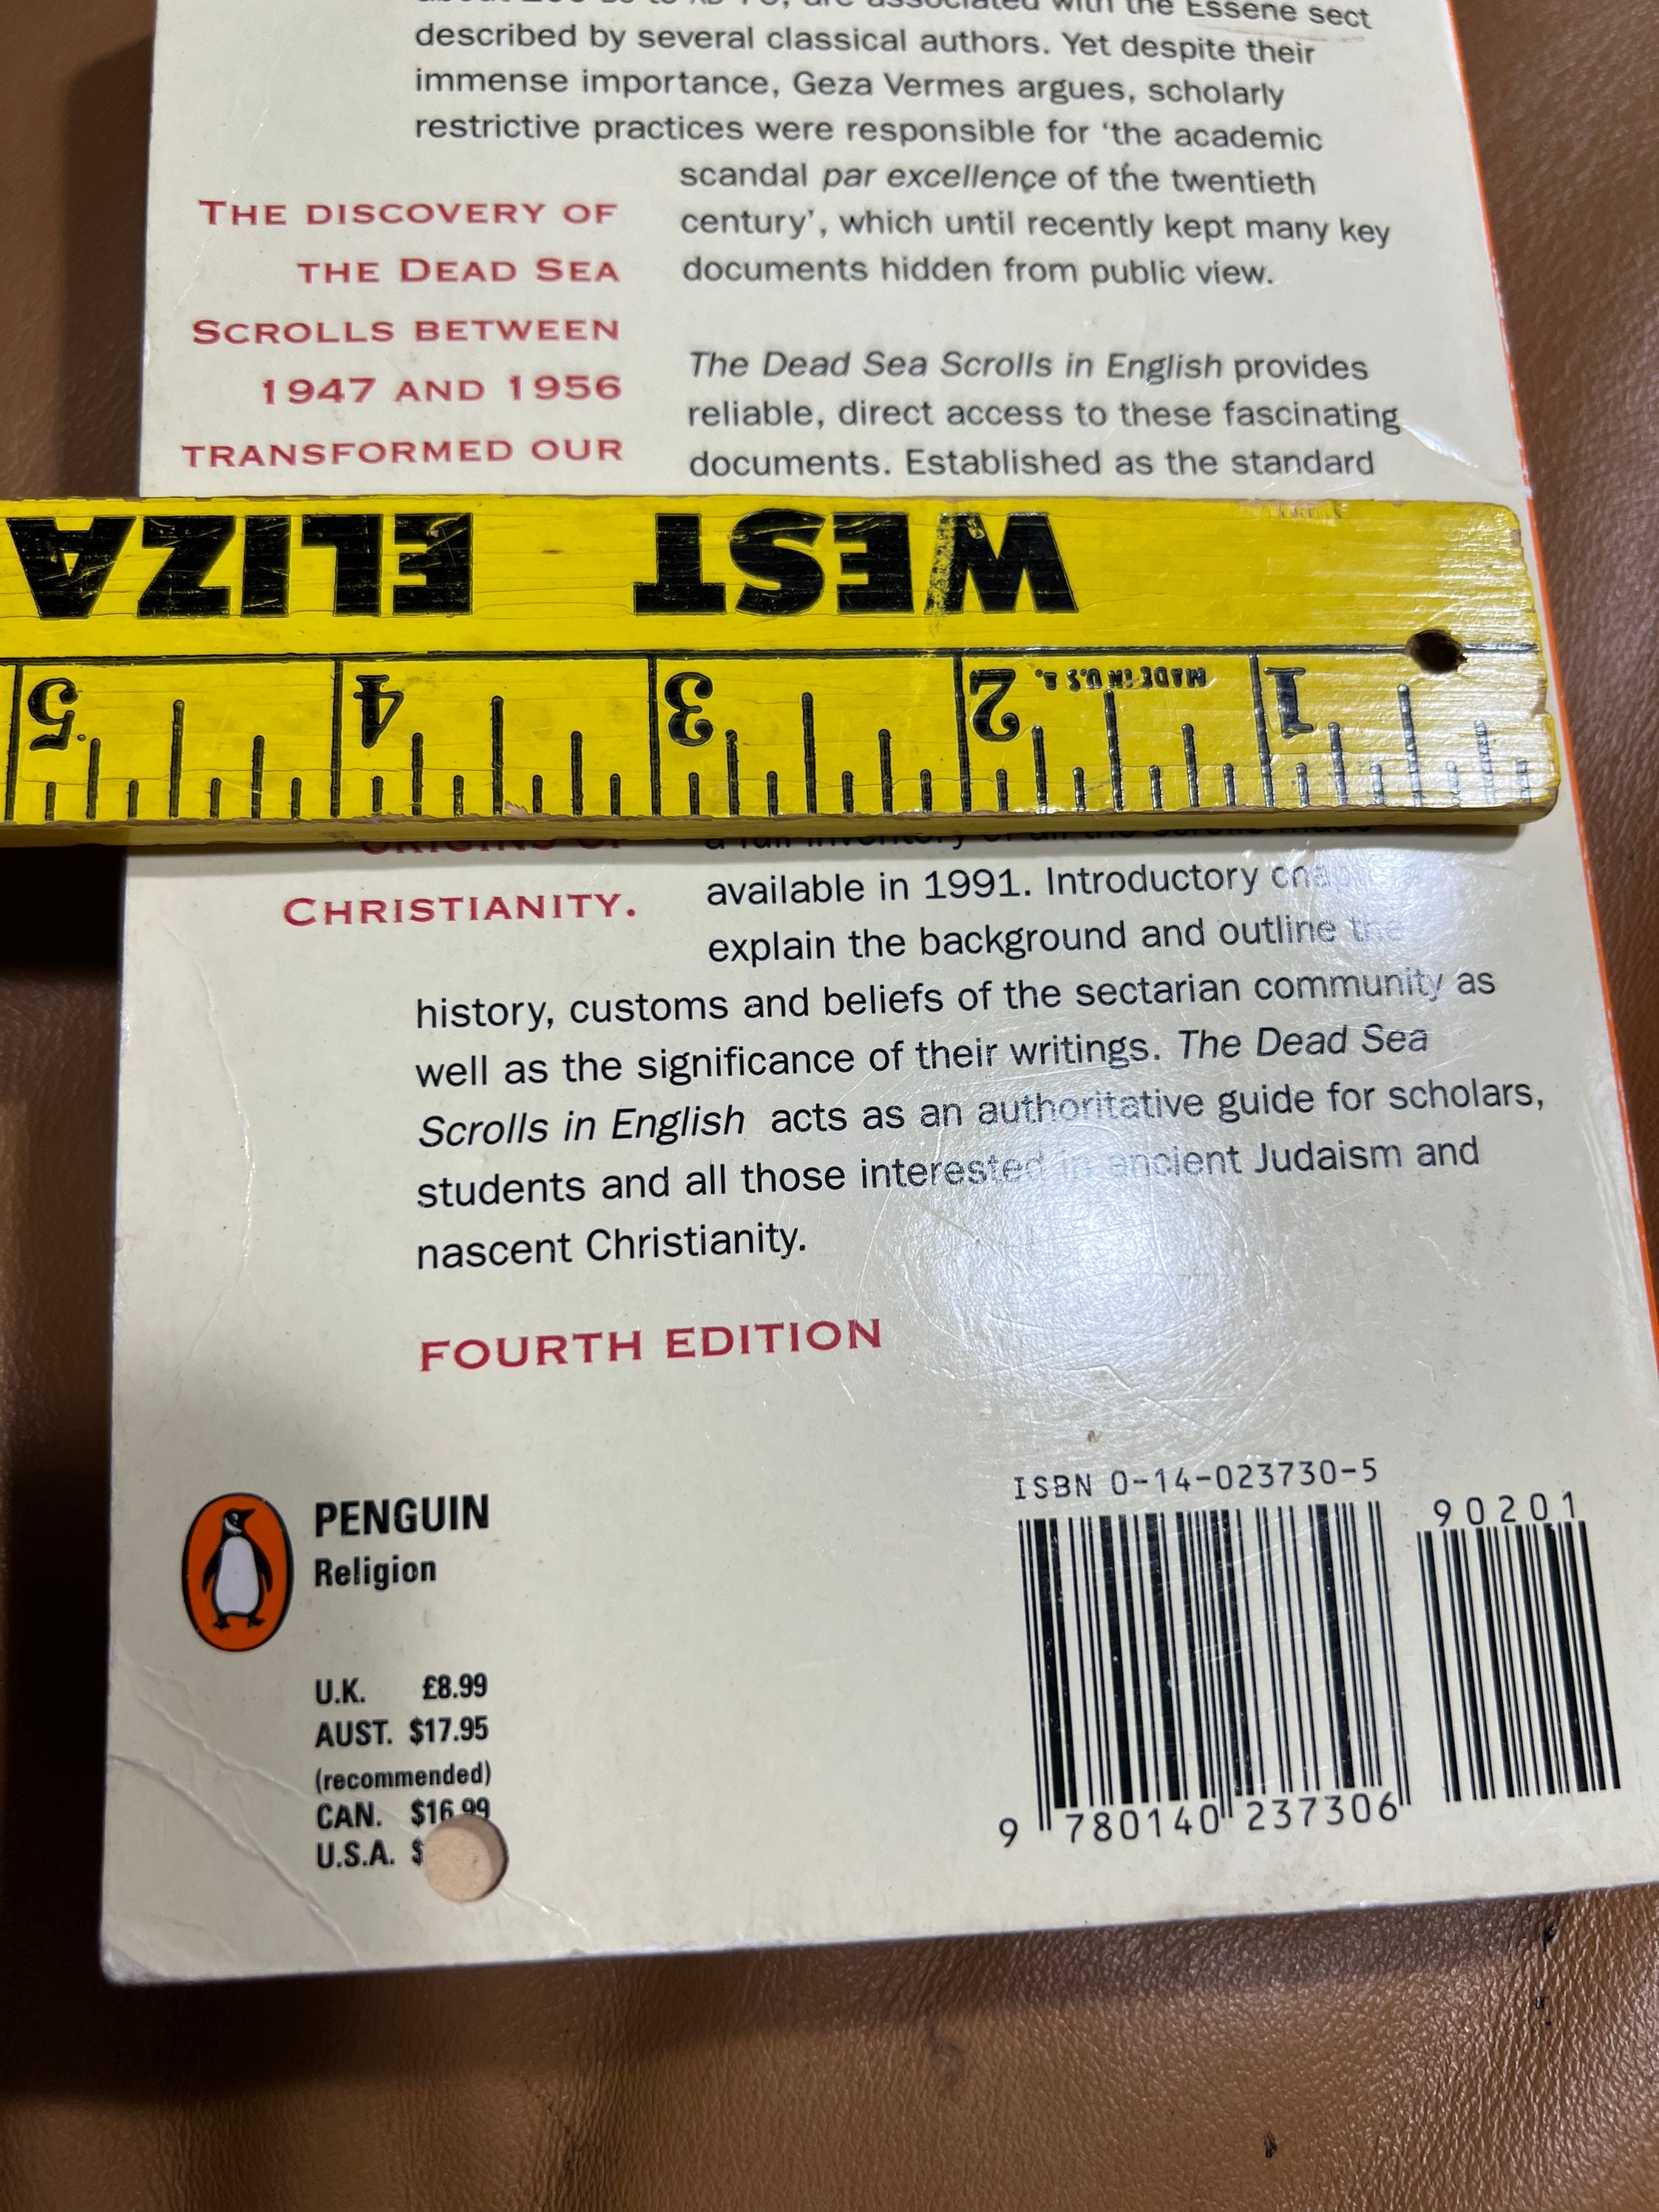 described by several classical authors. Yet despite their
immense importance, Geza Vermes argues, scholarly
restrictive practices were responsible for ‘the academic
scandal par excellence of the twentieth
century’, which until recently kept many key
documents hidden from public view.
THE DISCOVERY OF
THE DEAD SEA
SCROLLS BETWEEN
1947 AND 1956
TRANSFORMED OUR
The Dead Sea Scrolls in English provides
reliable, direct access to these fascinating
documents. Established as the standard
WEST ELIZA
1 2 3 4 5
MADE IN U.S.A.
CHRISTIANITY.
available in 1991. Introductory
explain the background and outline the
history, customs and beliefs of the sectarian community as
well as the significance of their writings. The Dead Sea
Scrolls in English acts as an authoritative guide for scholars,
students and all those interested in ancient Judaism and
nascent Christianity.
FOURTH EDITION
PENGUIN
Religion
U.K. £8.99
AUST. $17.95
(recommended)
CAN. $16.99
U.S.A. $
ISBN 0-14-023730-5
90201
9 780140 237306